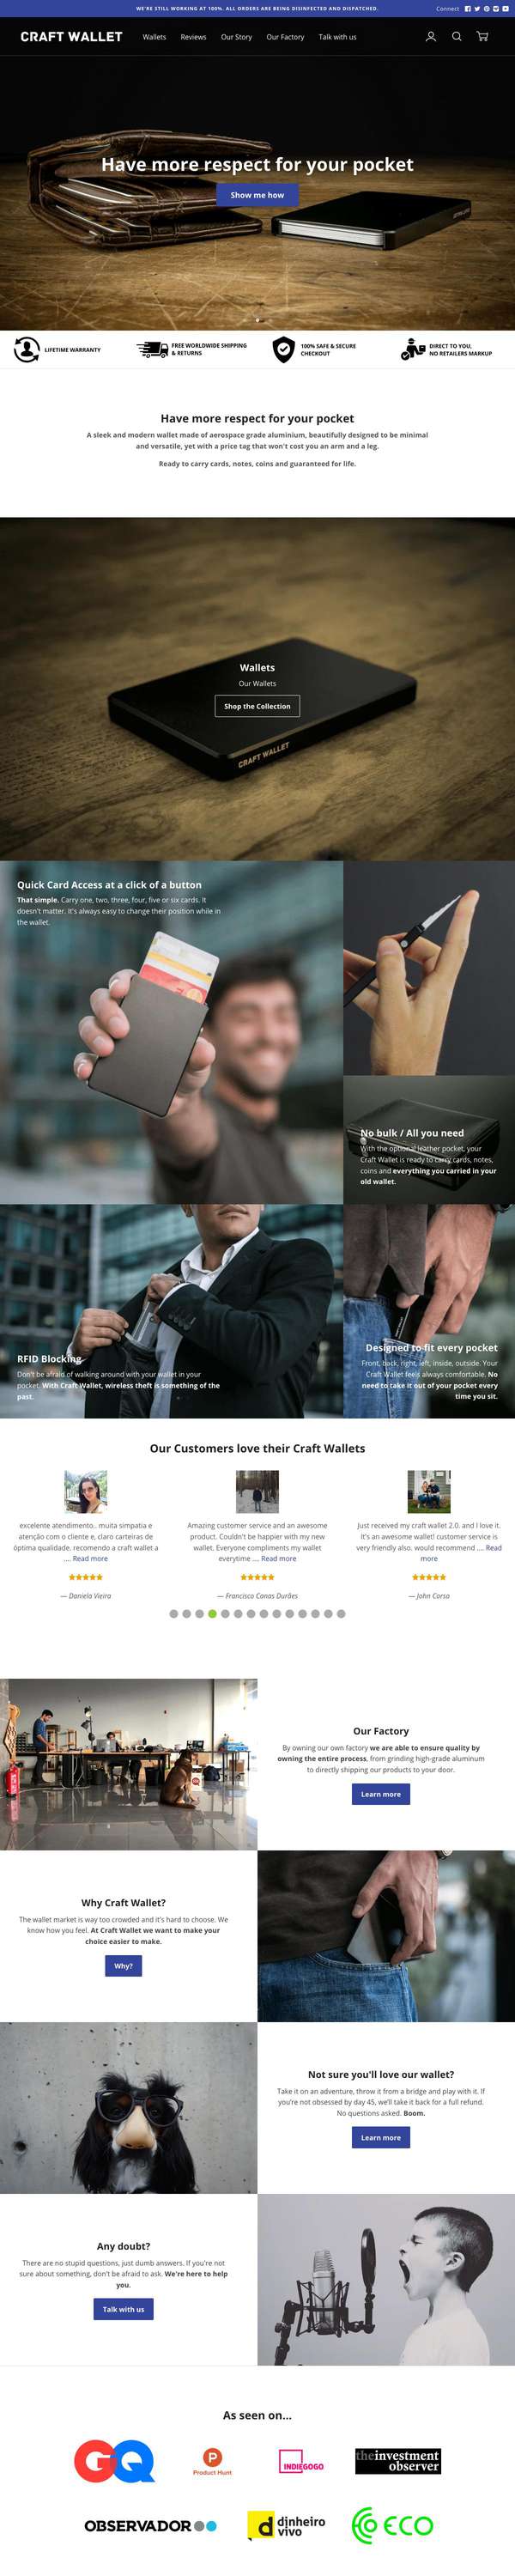 WE'RE STILL WORKING AT 100%. ALL ORDERS ARE BEING DISINFECTED AND DISPATCHED.
Connect
CRAFT WALLET
Wallets
Reviews
Our Story
Our Factory
Talk with us
Have more respect for your pocket
Show me how
LIFETIME WARRANTY
FREE WORLDWIDE SHIPPING
& RETURNS
100% SAFE & SECURE
CHECKOUT
DIRECT TO YOU,
NO RETAILERS MARKUP
Have more respect for your pocket
A sleek and modern wallet made of aerospace grade aluminium, beautifully designed to be minimal
and versatile, yet with a price tag that won't cost you an arm and a leg.
Ready to carry cards, notes, coins and guaranteed for life.
Wallets
Our Wallets
Shop the Collection
CRAFT WALLET
Quick Card Access at a click of a button
That simple. Carry one, two, three, four, five or six cards. It
doesn't matter. It's always easy to change their position while in
the wallet.
No bulk / All you need
With the optional leather pocket, your
Craft Wallet is ready to carry cards, notes,
coins and everything you carried in your
old wallet.
RFID Blocking
Don't be afraid of walking around with your wallet in your
pocket. With Craft Wallet, wireless theft is something of the
past.
Designed to fit every pocket
Front, back, right, left, inside, outside. Your
Craft Wallet feels always comfortable. No
need to take it out of your pocket every
time you sit.
Our Customers love their Craft Wallets
excelente atendimento.. muita simpatia e
atenção com o cliente e, claro carteiras de
óptima qualidade. recomendo a craft wallet a
.... Read more
— Daniela Vieira
Amazing customer service and an awesome
product. Couldn't be happier with my new
wallet. Everyone compliments my wallet
everytime .... Read more
— Francisco Canas Durães
Just received my craft wallet 2.0. and I love it.
It's an awesome wallet! customer service is
very friendly also. would recommend .... Read
more
— John Corso
Our Factory
By owning our own factory we are able to ensure quality by
owning the entire process, from grinding high-grade aluminum
to directly shipping our products to your door.
Learn more
Why Craft Wallet?
The wallet market is way too crowded and it's hard to choose. We
know how you feel. At Craft Wallet we want to make your
choice easier to make.
Why?
Not sure you'll love our wallet?
Take it on an adventure, throw it from a bridge and play with it. If
you're not obsessed by day 45, we'll take it back for a full refund.
No questions asked. Boom.
Learn more
Any doubt?
There are no stupid questions, just dumb answers. If you're not
sure about something, don't be afraid to ask. We're here to help
you.
Talk with us
As seen on...
GQ
P
Product Hunt
INDIEGOGO
theinvestment
observer
OBSERVADOR
d dinheiro
vivo
ECO